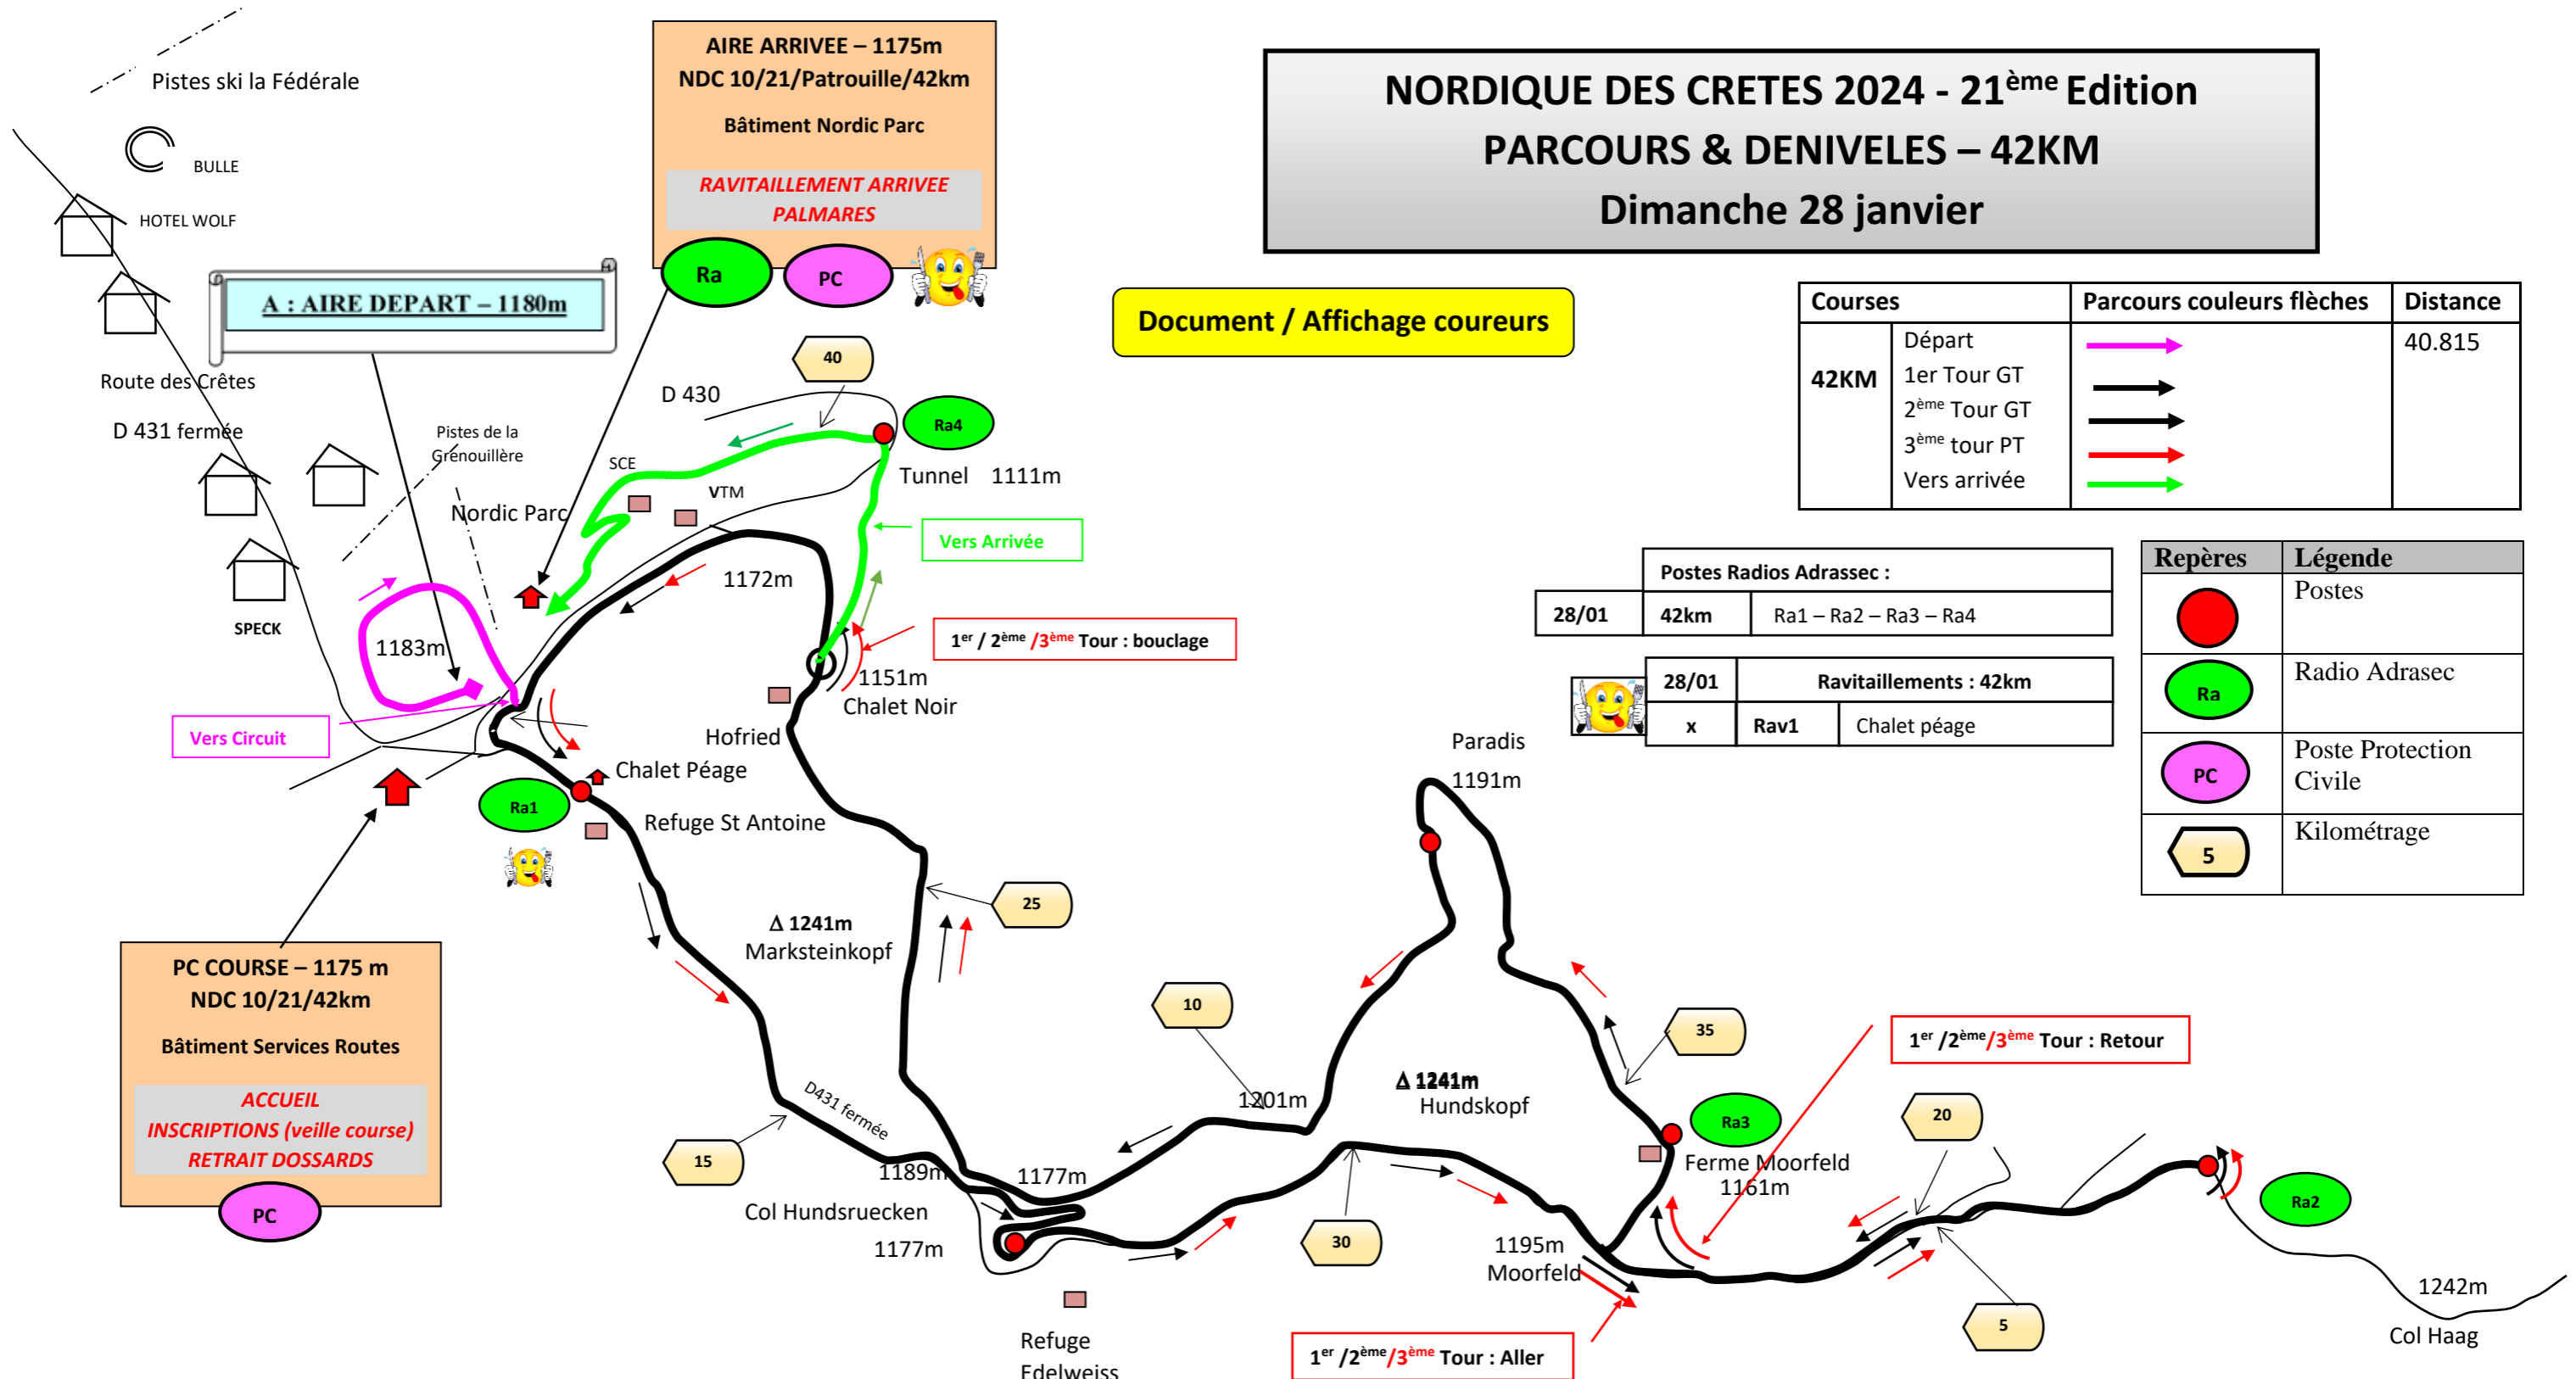 NORDIQUE DES CRETES 2024 - 21ème Edition
PARCOURS & DENIVELES – 42KM
Dimanche 28 janvier
AIRE ARRIVEE – 1175m
NDC 10/21/Patrouille/42km
Bâtiment Nordic Parc
RAVITAILLEMENT ARRIVEE
PALMARES
Ra
PC
Pistes ski la Fédérale
BULLE
HOTEL WOLF
A : AIRE DEPART – 1180m
Document / Affichage coureurs
Courses
Parcours couleurs flèches
Distance
42KM
Départ
40.815
1er Tour GT
2ème Tour GT
3ème tour PT
Vers arrivée
Route des Crêtes
D 431 fermée
Pistes de la
Grenouillère
D 430
40
Ra4
Tunnel 1111m
SCE
VTM
Nordic Parc
Vers Arrivée
1172m
SPECK
1183m
1er / 2ème /3ème Tour : bouclage
1151m
Chalet Noir
Vers Circuit
Hofried
Chalet Péage
Ra1
Refuge St Antoine
Postes Radios Adrassec :
28/01
42km
Ra1 – Ra2 – Ra3 – Ra4
28/01
Ravitaillements : 42km
x
Rav1
Chalet péage
Repères
Légende
Postes
Ra
Radio Adrasec
PC
Poste Protection
Civile
5
Kilométrage
Paradis
1191m
25
Δ 1241m
Marksteinkopf
PC COURSE – 1175 m
NDC 10/21/42km
Bâtiment Services Routes
ACCUEIL
INSCRIPTIONS (veille course)
RETRAIT DOSSARDS
PC
10
35
1er /2ème/3ème Tour : Retour
1201m
Δ 1241m
Hundskopf
D431 fermée
15
1189m
1177m
Col Hundsruecken
1177m
Ra3
Ferme Moorfeld
1161m
20
Ra2
30
1195m
Moorfeld
5
1242m
Col Haag
Refuge
Edelweiss
1er /2ème/3ème Tour : Aller